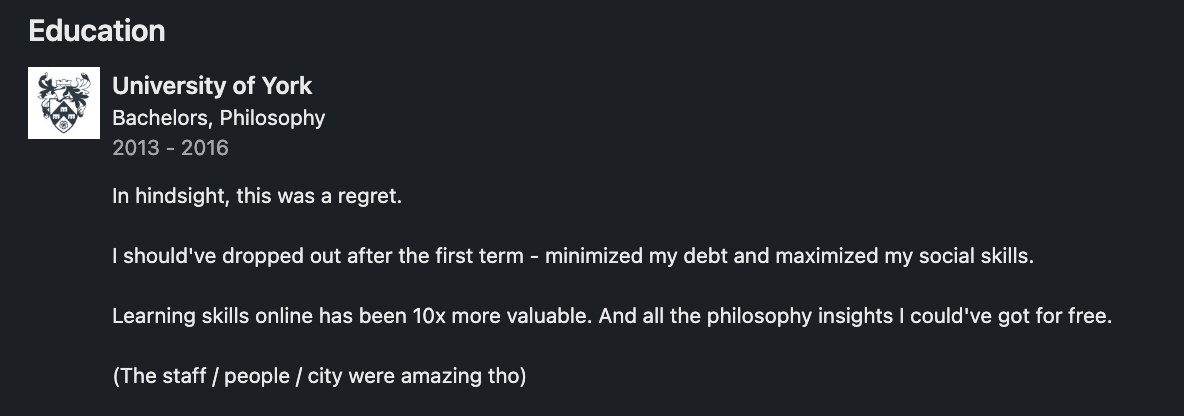 Education
University of York
Bachelors, Philosophy
2013 - 2016
In hindsight, this was a regret.
I should've dropped out after the first term - minimized my debt and maximized my social skills.
Learning skills online has been 10x more valuable. And all the philosophy insights I could've got for free.
(The staff / people / city were amazing tho)